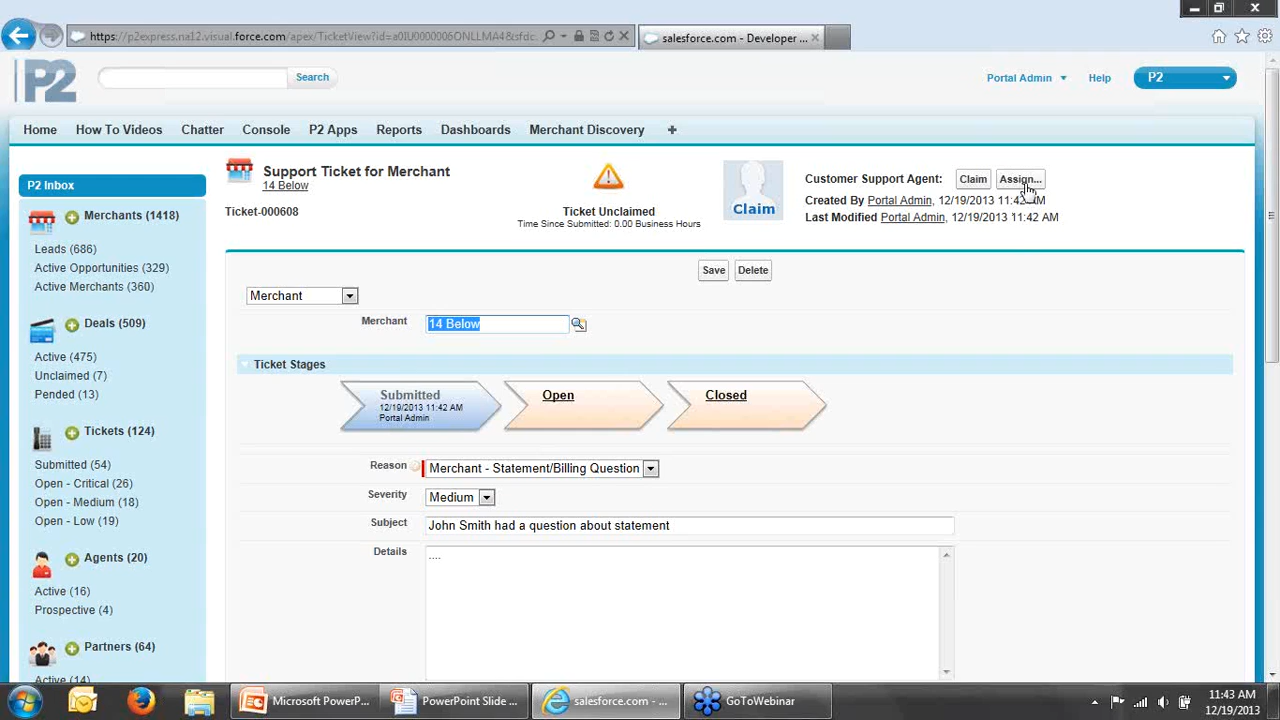 https://p2express.na12.visual.force.com/apex/TicketView?id=a0IU0000006ONLLMA4&sfdc.
salesforce.com - Developer ...
P2
Search
Portal Admin
Help
P2
Home
How To Videos
Chatter
Console
P2 Apps
Reports
Dashboards
Merchant Discovery
P2 Inbox
Merchants (1418)
Leads (686)
Active Opportunities (329)
Active Merchants (360)
Deals (509)
Active (475)
Unclaimed (7)
Pended (13)
Tickets (124)
Submitted (54)
Open - Critical (26)
Open - Medium (18)
Open - Low (19)
Agents (20)
Active (16)
Prospective (4)
Partners (64)
Active (14)
Support Ticket for Merchant
14 Below
Ticket-000608
Ticket Unclaimed
Time Since Submitted: 0.00 Business Hours
Claim
Customer Support Agent: Claim Assign...
Created By Portal Admin, 12/19/2013 11:42 AM
Last Modified Portal Admin, 12/19/2013 11:42 AM
Save
Delete
Merchant
Merchant 14 Below
Ticket Stages
Submitted
12/19/2013 11:42 AM
Portal Admin
Open
Closed
Reason Merchant - Statement/Billing Question
Severity Medium
Subject John Smith had a question about statement
Details ....
Microsoft PowerP...
PowerPoint Slide ...
salesforce.com - ...
GoToWebinar
11:43 AM
12/19/2013